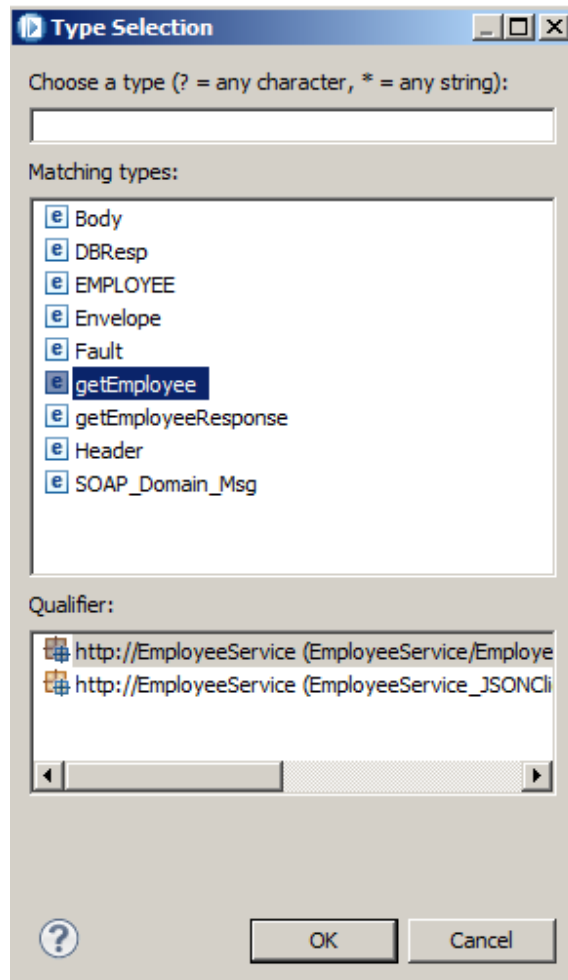 Type Selection
Choose a type (? = any character, * = any string):
Matching types:
Body
DBResp
EMPLOYEE
Envelope
Fault
getEmployee
getEmployeeResponse
Header
SOAP_Domain_Msg
Qualifier:
http://EmployeeService (EmployeeService/Employe
http://EmployeeService (EmployeeService_JSONCli
OK
Cancel